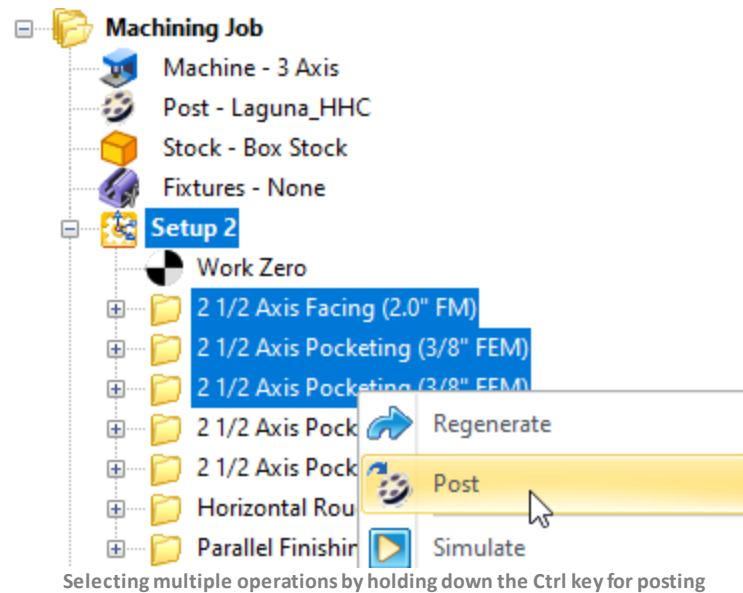 Machining Job
Machine - 3 Axis
Post - Laguna_HHC
Stock - Box Stock
Fixtures - None
Setup 2
Work Zero
2 1/2 Axis Facing (2.0" FM)
2 1/2 Axis Pocketing (3/8" FEM)
2 1/2 Axis Pocketing (3/8" FEM)
2 1/2 Axis Pock
Regenerate
2 1/2 Axis Pock
Post
Horizontal Rou
Parallel Finishin
Simulate
Selecting multiple operations by holding down the Ctrl key for posting